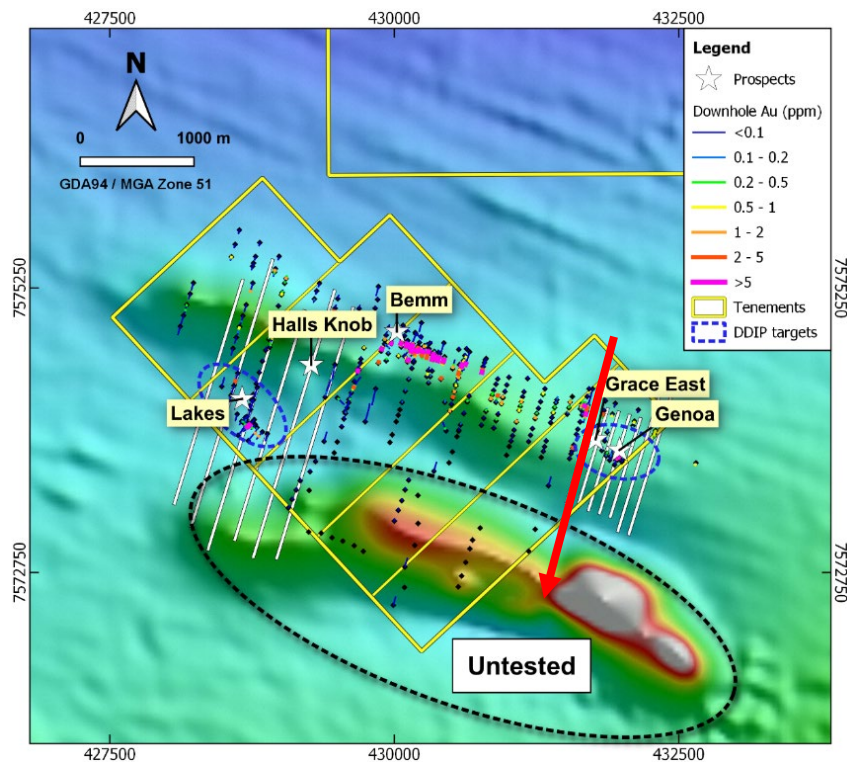 427500 430000 432500
N
0 1000 m
GDA94 / MGA Zone 51
Legend
Prospects
Downhole Au (ppm)
<0.1
0.1 - 0.2
0.2 - 0.5
0.5 - 1
1 - 2
2 - 5
>5
Tenements
DDIP targets
7575250 7575250
Bemm
Halls Knob
Grace East
Lakes
Genoa
7572750 7572750
Untested
427500 430000 432500